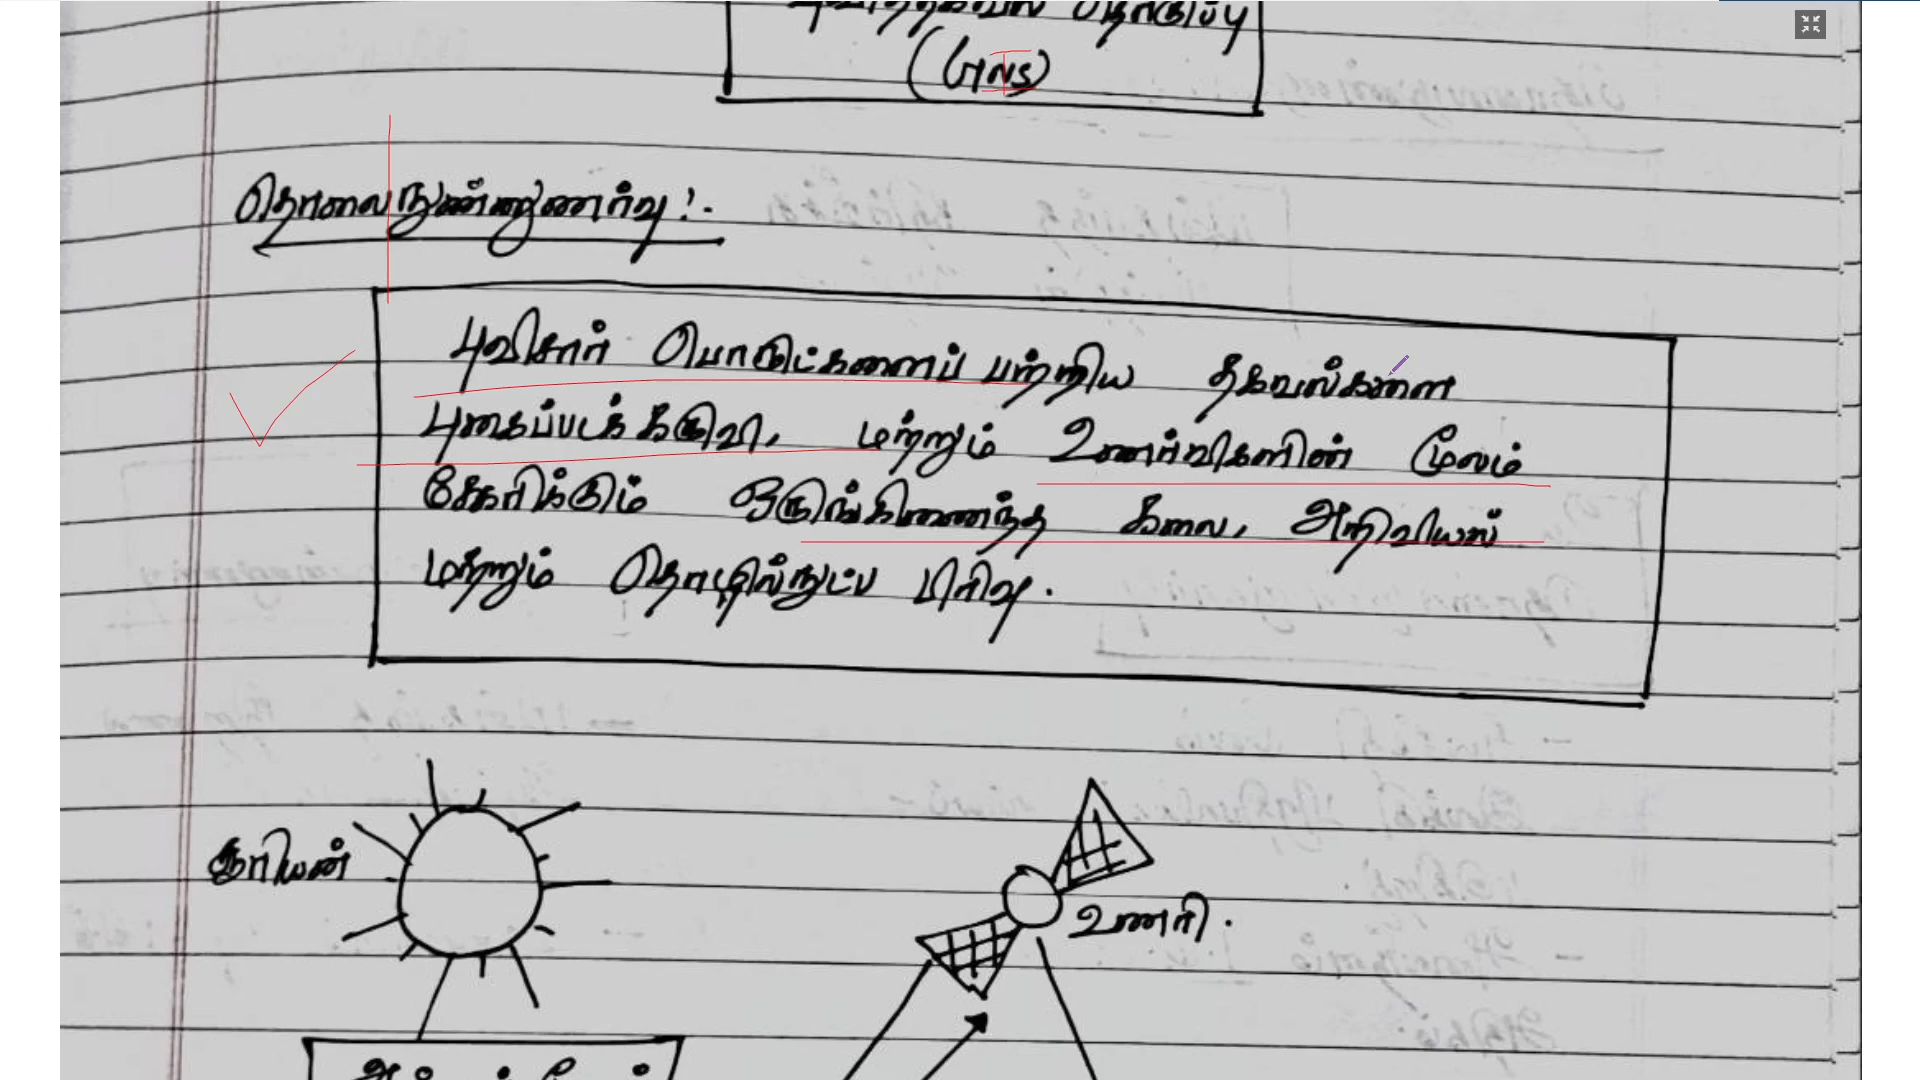 தொகுப்பு
தொலைநுண்ணுணர்வு :-
புவிசார் பொருட்களைப் பற்றிய தகவல்களை
புகைப்படக்கருவி, மற்றும் உணர்விகளின் மூலம்
சேகரிக்கும் ஒருங்கிணைந்த கலை, அறிவியல்
மற்றும் தொழில்நுட்ப பிரிவு.
சூரியன்
உணரி.